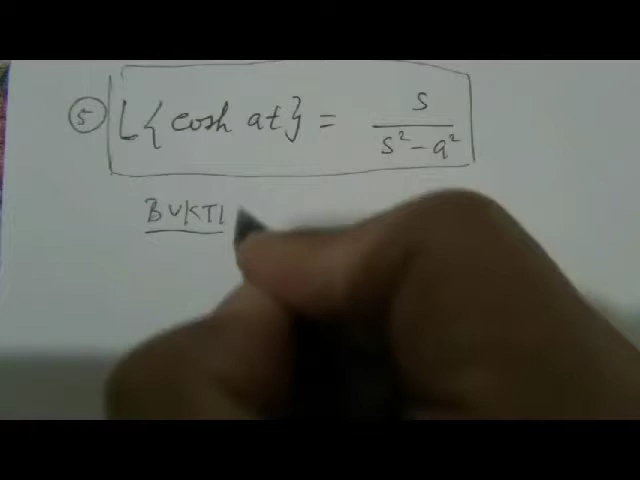 5 L{cosh at} = s / s² - a²
BUKTI